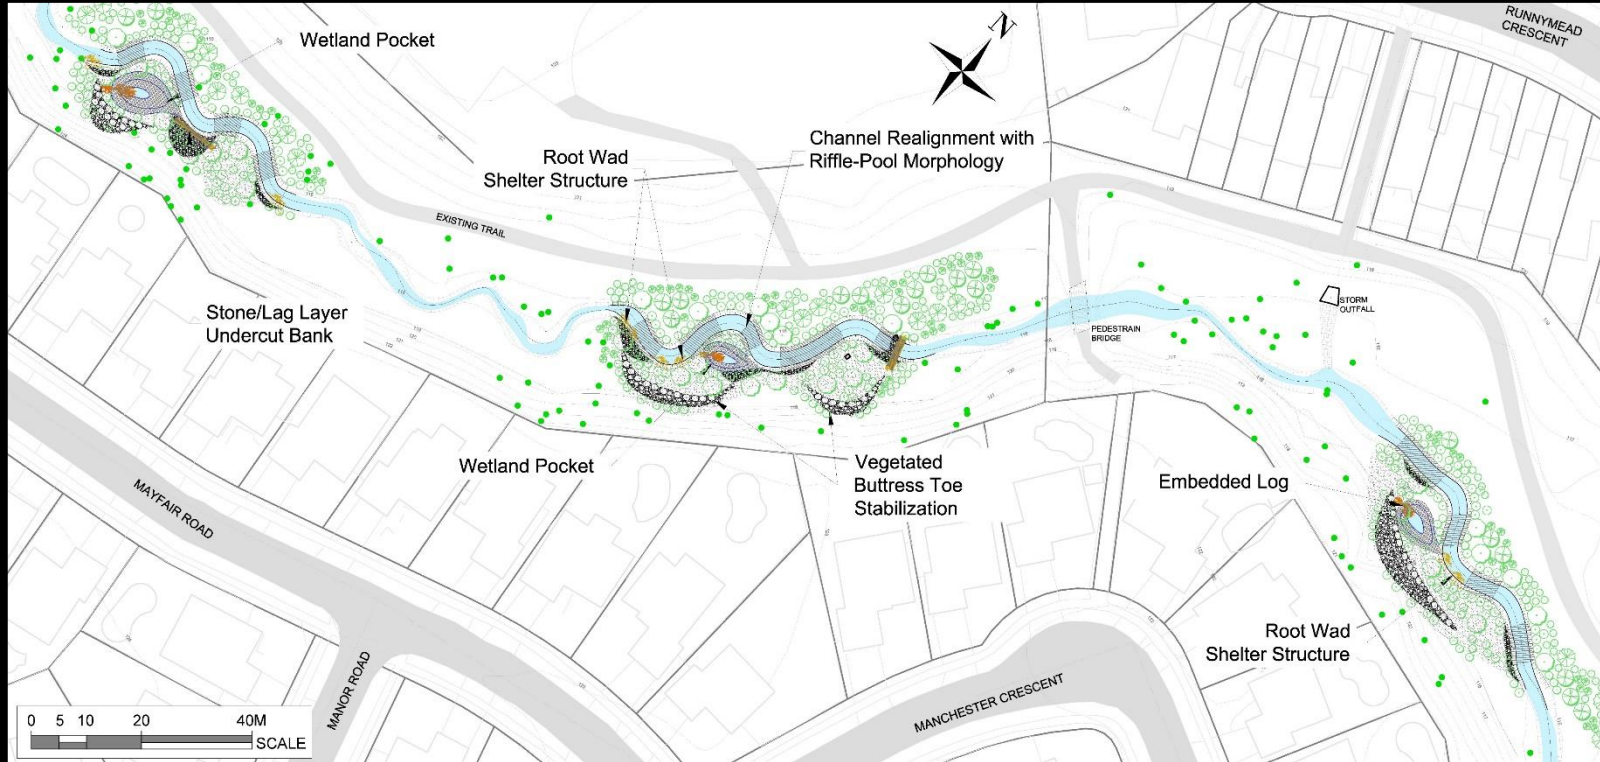 RUNNYMEAD
CRESCENT
N
Wetland Pocket
Channel Realignment with
Riffle-Pool Morphology
Root Wad
Shelter Structure
EXISTING TRAIL
STORM
OUTFALL
PEDESTRAIN
BRIDGE
Stone/Lag Layer
Undercut Bank
Wetland Pocket
Vegetated
Buttress Toe
Stabilization
Embedded Log
MAYFAIR ROAD
Root Wad
Shelter Structure
MANOR ROAD
MANCHESTER CRESCENT
0 5 10 20 40M
SCALE